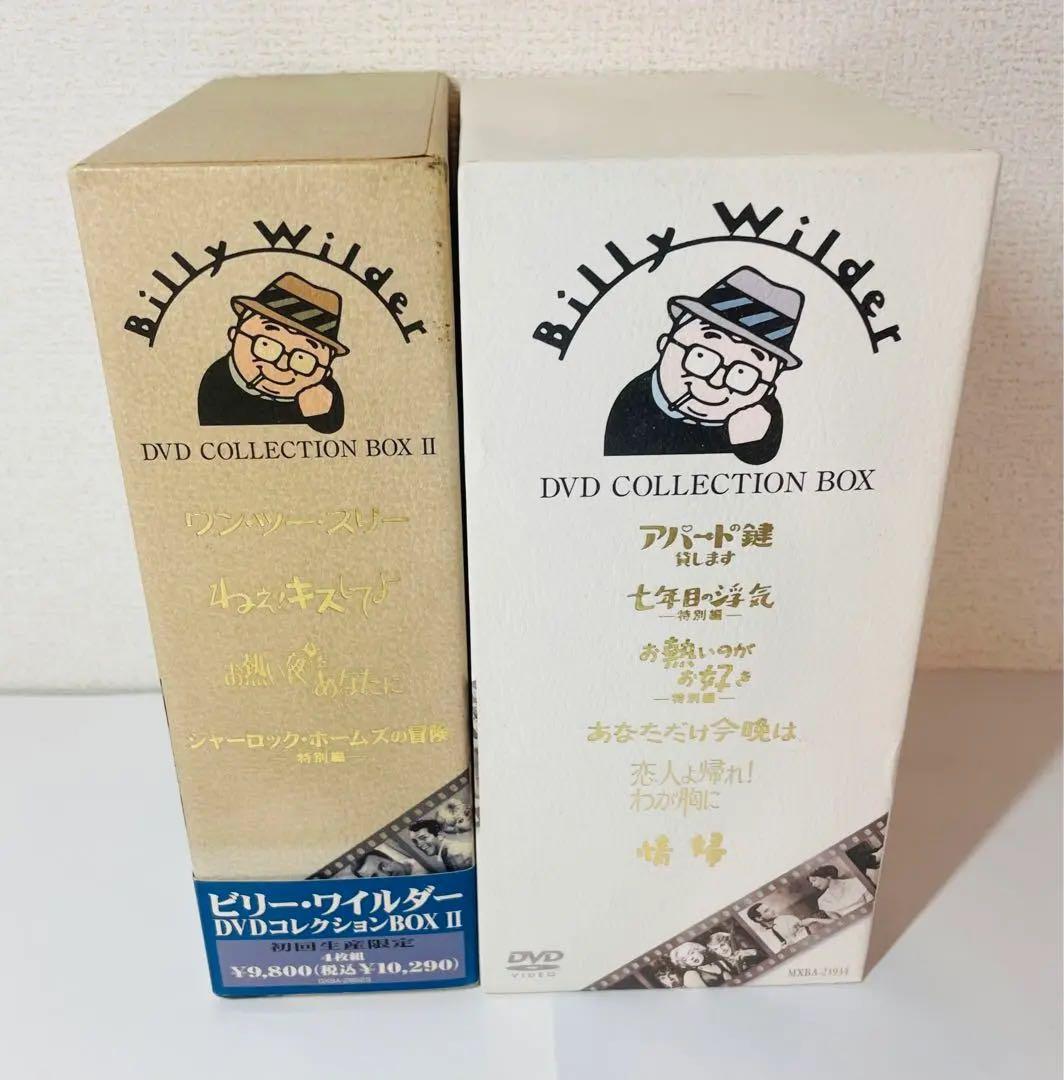 Billy Wilder
DVD COLLECTION BOX II
ワン・ツー・スリー
ねえ!キスしてよ
お熱い夜を
あなたに
シャーロック・ホームズの冒険
—特別編—
ビリー・ワイルダー
DVDコレクションBOX II
初回生産限定
4枚組
¥9,800(税込¥10,290)
Billy Wilder
DVD COLLECTION BOX
アパートの鍵
貸します
七年目の浮気
—特別編—
お熱いのが
お好き
—特別編—
あなただけ今晩は
恋人よ帰れ!
わが胸に
情婦
DVD
VIDEO
MXBA-21934